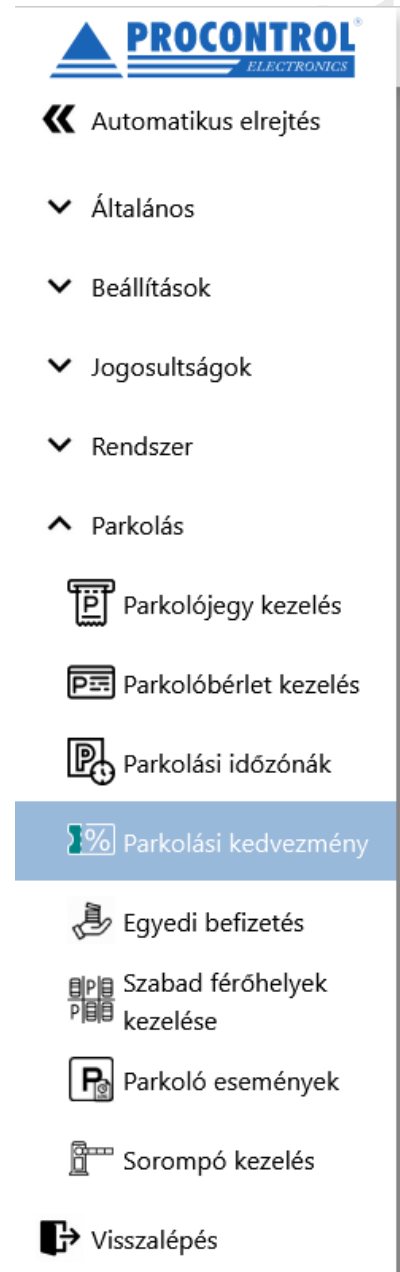 PROCONTROL®
ELECTRONICS
Automatikus elrejtés
Általános
Beállítások
Jogosultságok
Rendszer
Parkolás
P Parkolójegy kezelés
P Parkolóbérlet kezelés
P Parkolási időzónák
% Parkolási kedvezmény
Egyedi befizetés
P Szabad férőhelyek
P kezelése
P Parkoló események
Sorompó kezelés
Visszalépés